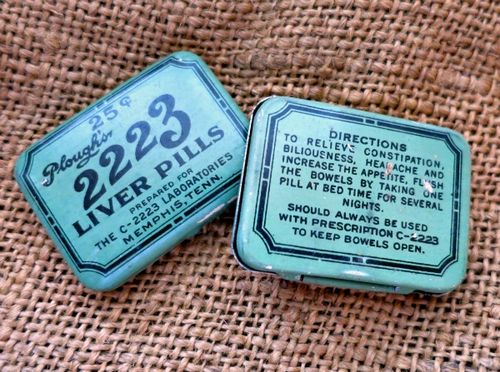 25¢
Plough's
2223
LIVER PILLS
PREPARED FOR
THE C-2223 LABORATORIES
MEMPHIS, TENN.
DIRECTIONS
TO RELIEVE CONSTIPATION,
BILIOUSNESS, HEADACHE AND
INCREASE THE APPETITE, FLUSH
THE BOWELS BY TAKING ONE
PILL AT BED TIME FOR SEVERAL
NIGHTS.
SHOULD ALWAYS BE USED
WITH PRESCRIPTION C-2223
TO KEEP BOWELS OPEN.